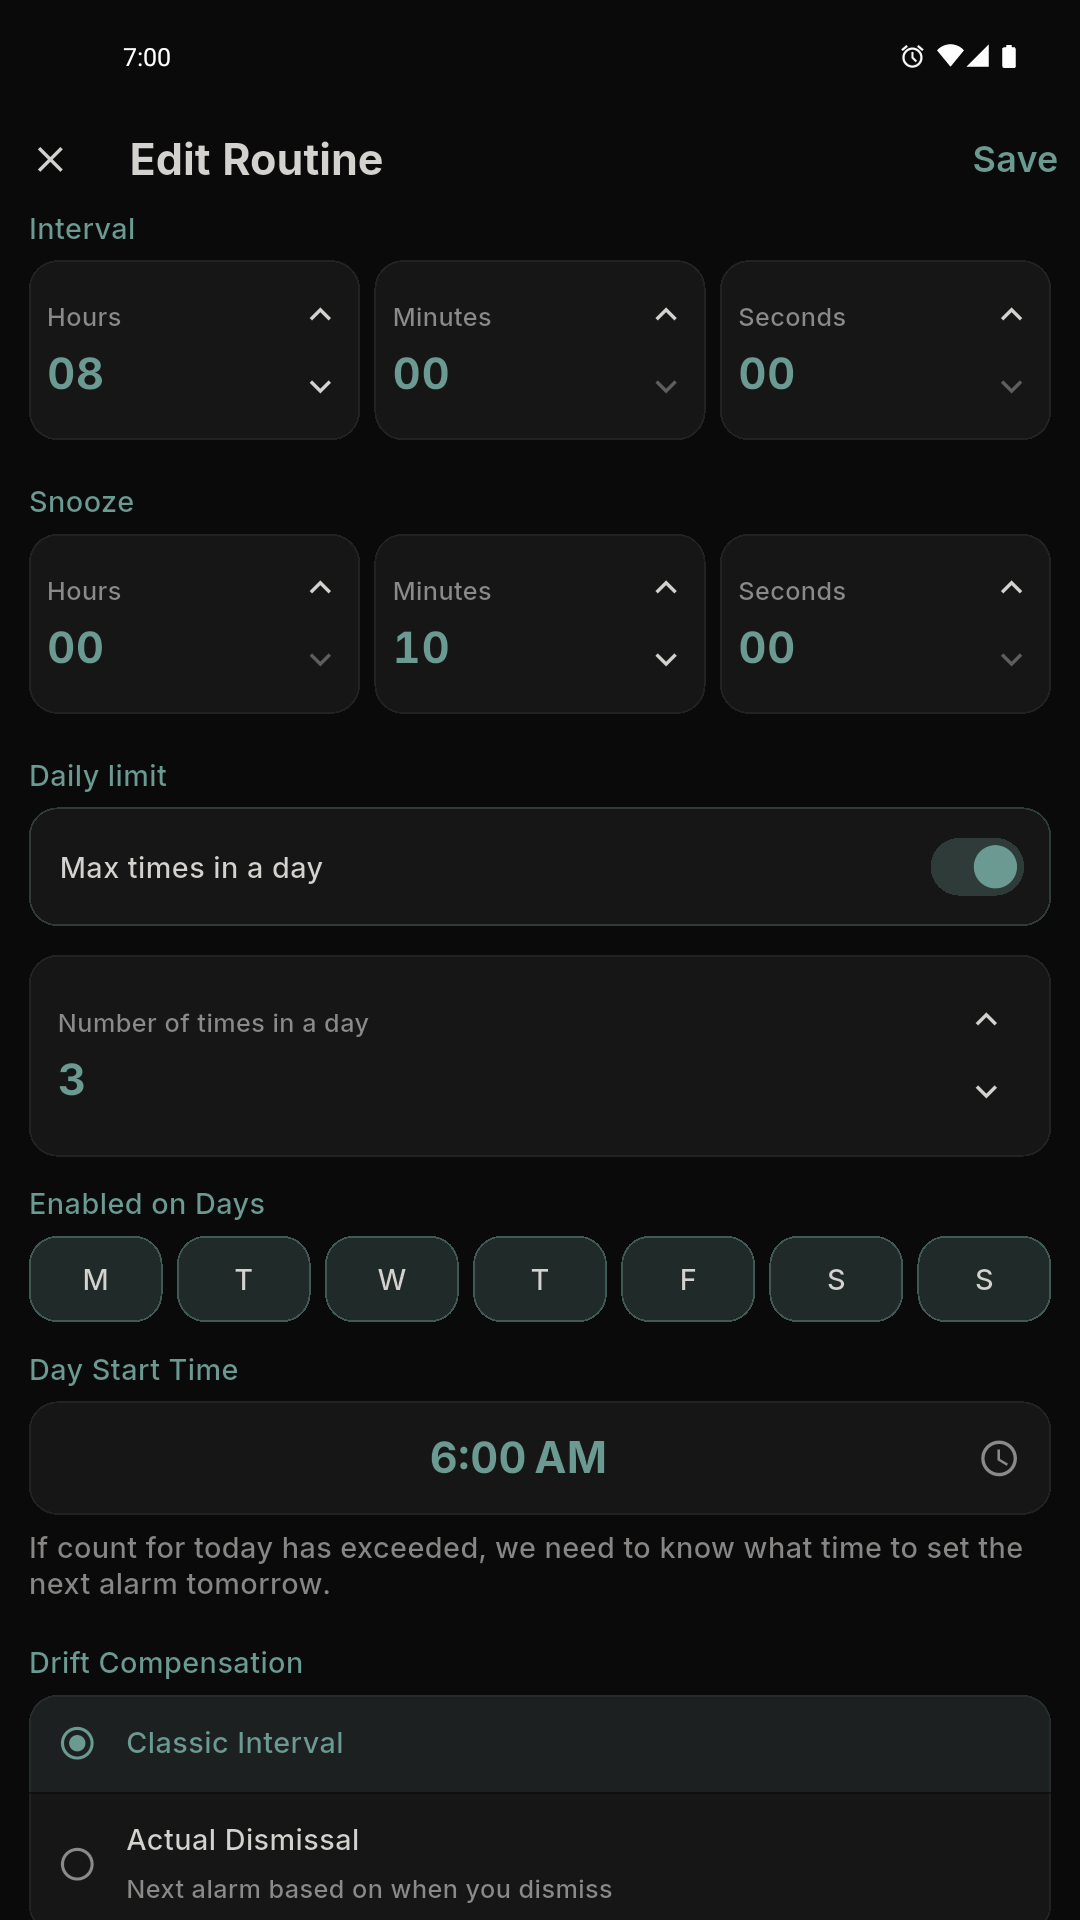 7:00
Edit Routine
Save
Interval
Hours
Minutes
Seconds
08
00
00
Snooze
Hours
Minutes
Seconds
00
10
00
Daily limit
Max times in a day
Number of times in a day
3
Enabled on Days
M T W T F S S
Day Start Time
6:00 AM
If count for today has exceeded, we need to know what time to set the
next alarm tomorrow.
Drift Compensation
Classic Interval
Actual Dismissal
Next alarm based on when you dismiss